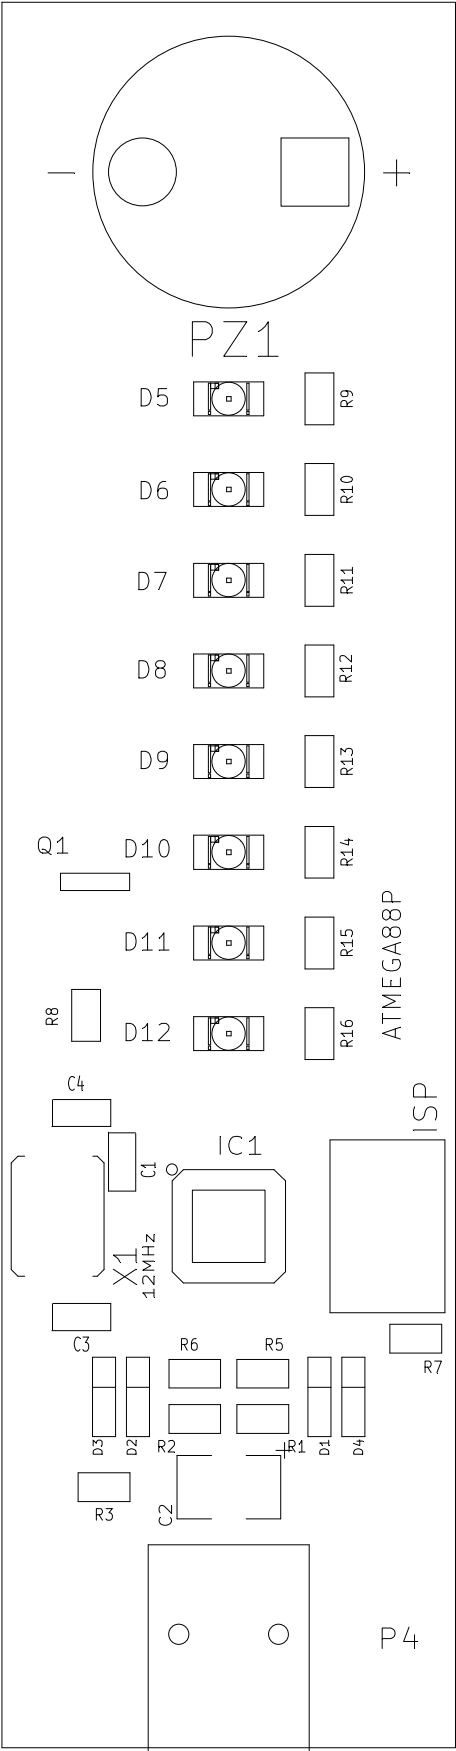 − +
PZ1
D5 R9
D6 R10
D7 R11
D8 R12
D9 R13
Q1 D10 R14
ATMEGA88P
D11 R15
R8 D12 R16
C4 ISP
C1 IC1
X1
12MHz
C3 R6 R5 R7
D3 D2 R2 +R1 D1 D4
R3 C2
P4